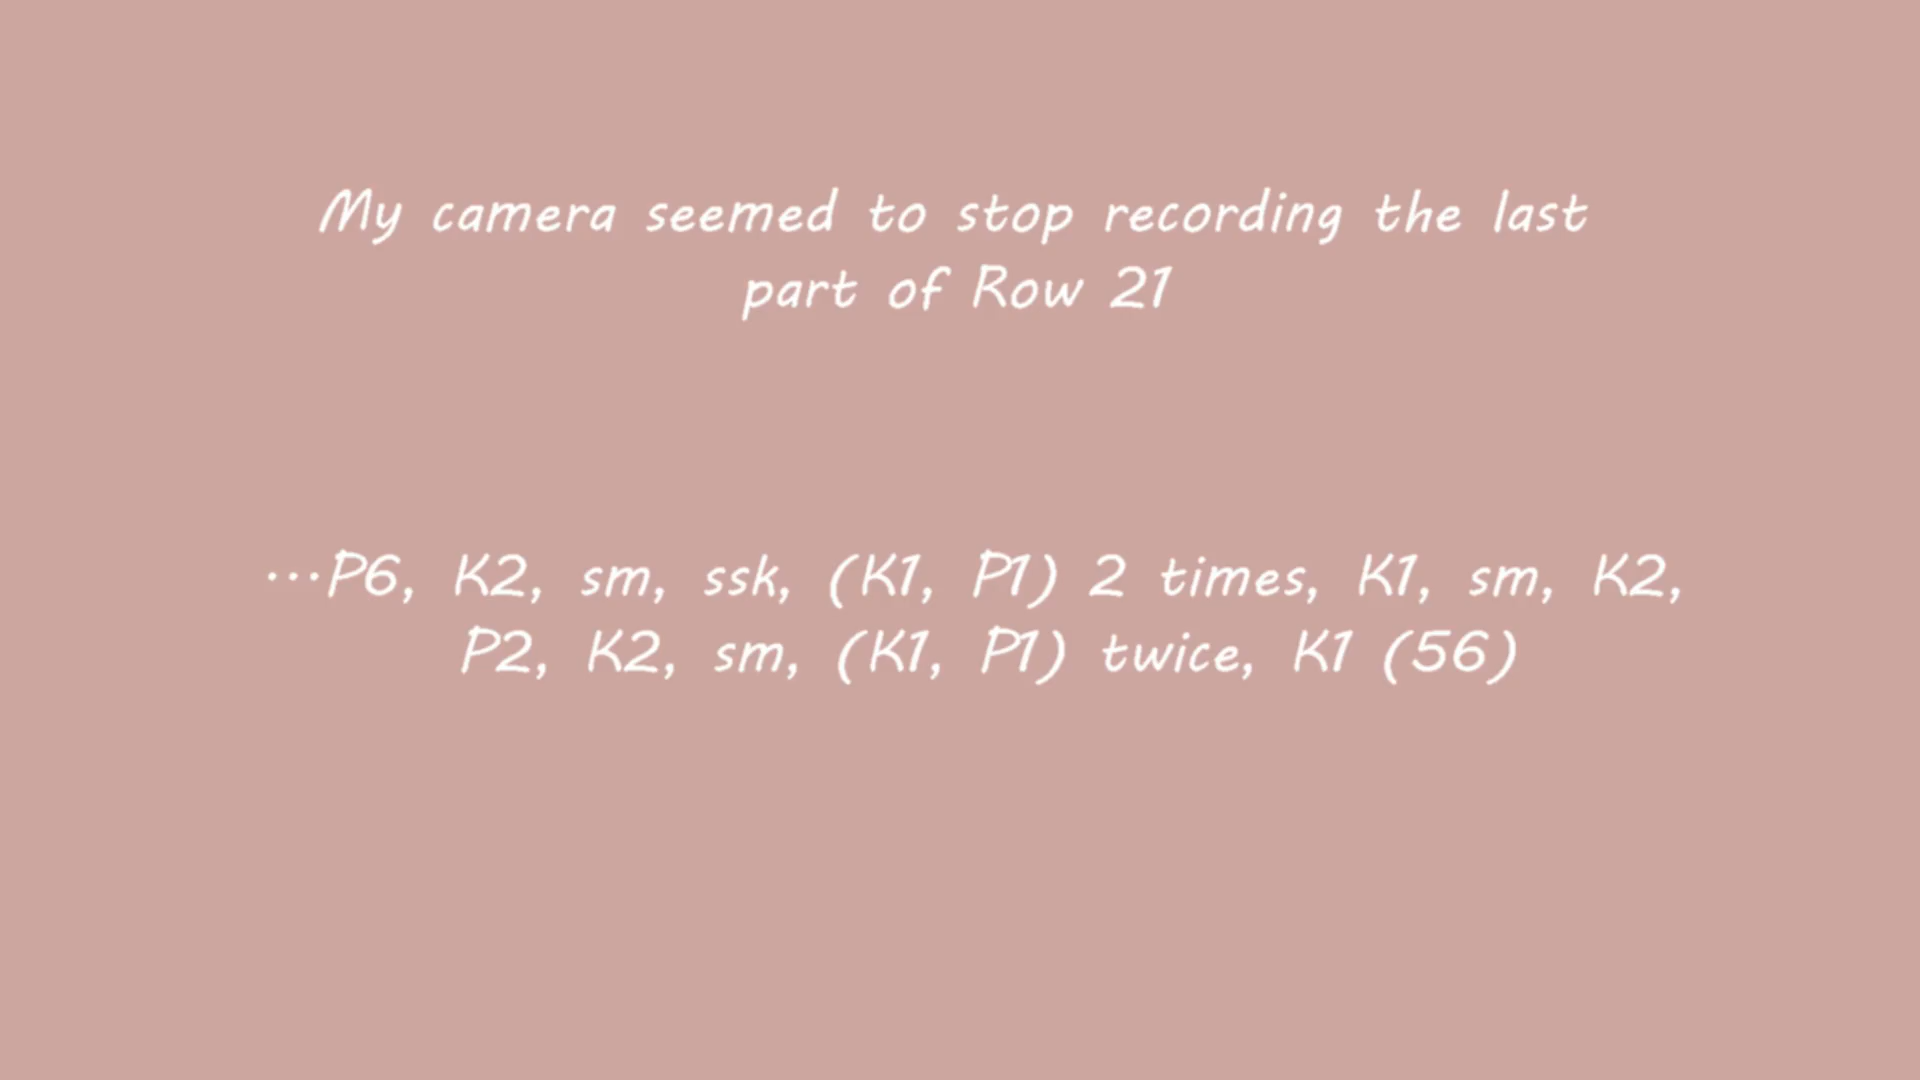 My camera seemed to stop recording the last
part of Row 21
...P6, K2, sm, ssk, (K1, P1) 2 times, K1, sm, K2,
P2, K2, sm, (K1, P1) twice, K1 (56)